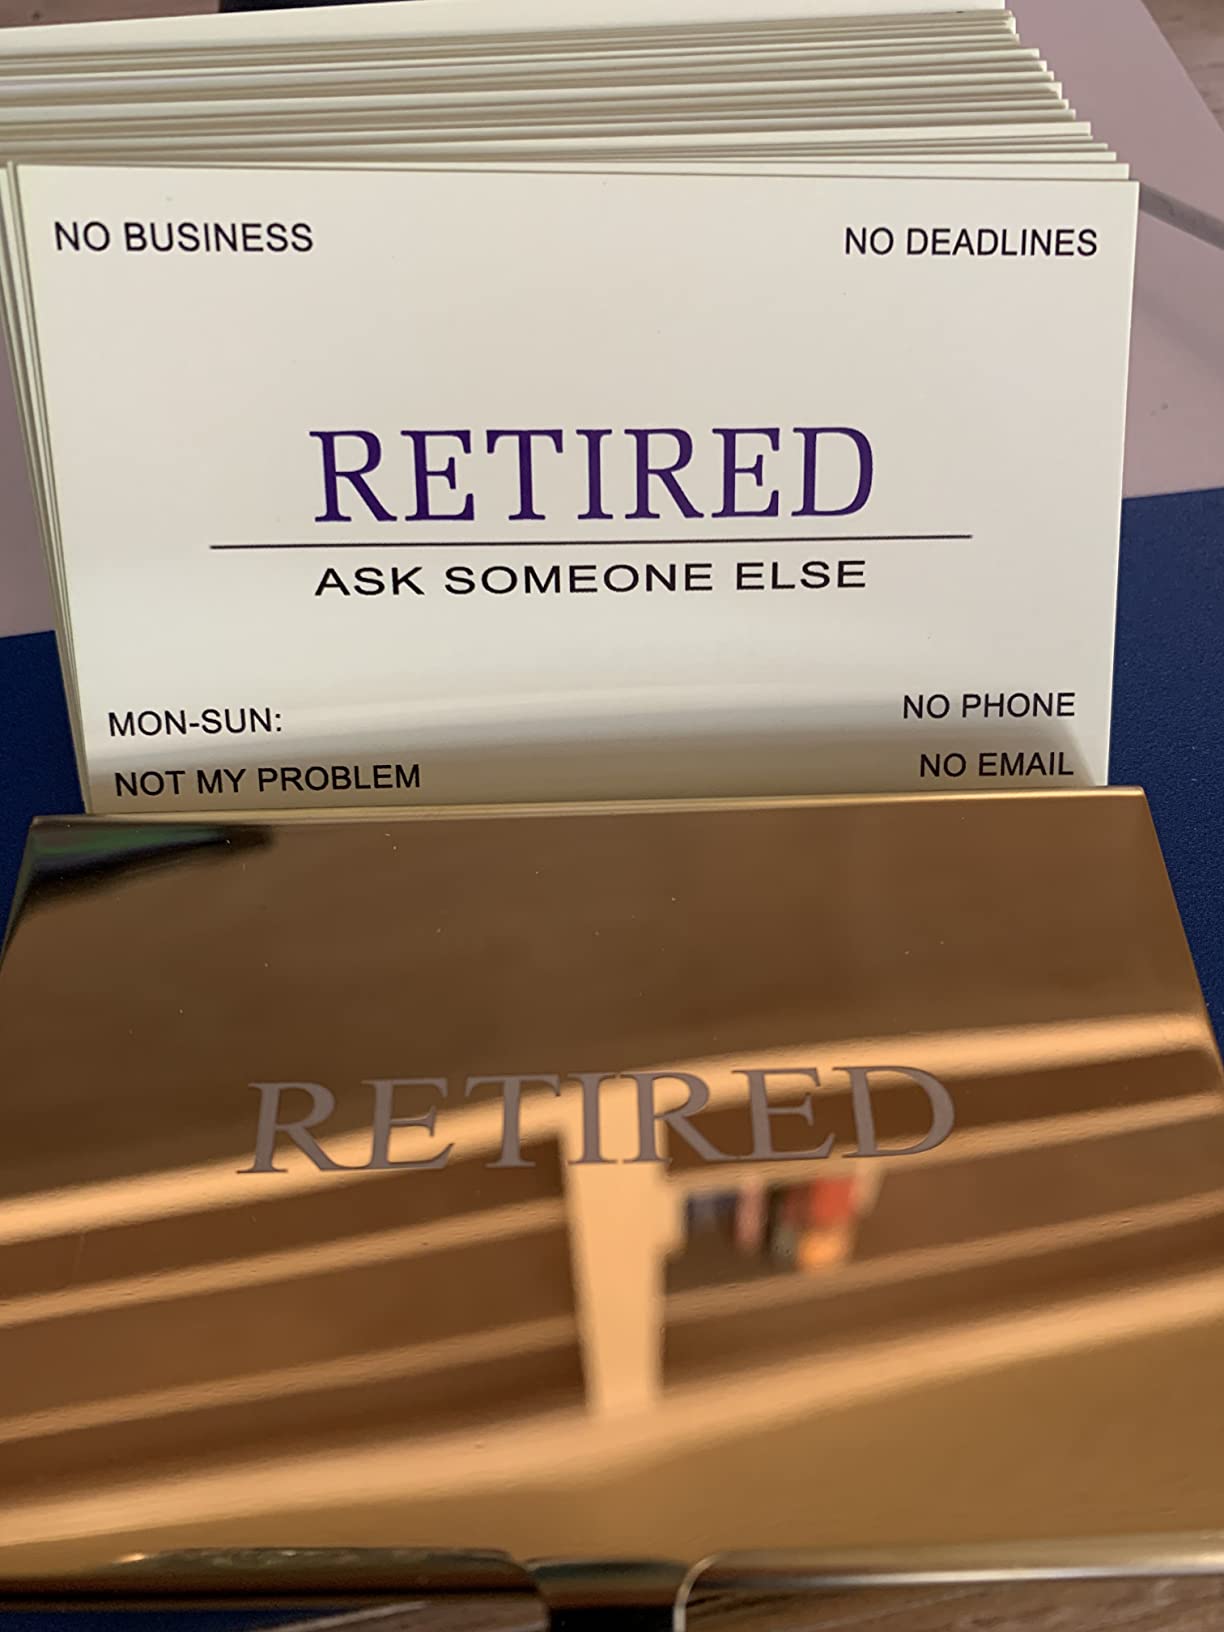 NO BUSINESS
NO DEADLINES
RETIRED
ASK SOMEONE ELSE
MON-SUN:
NOT MY PROBLEM
NO PHONE
NO EMAIL
RETIRED